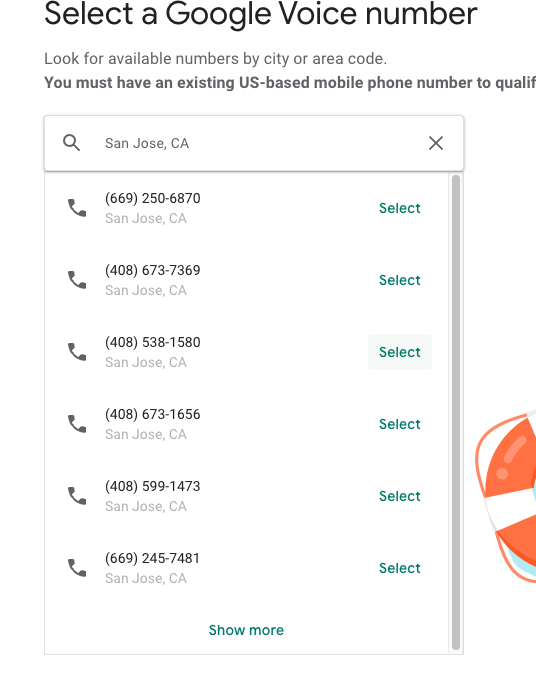 Select a Google Voice number
Look for available numbers by city or area code.
You must have an existing US-based mobile phone number to qualif
San Jose, CA
(669) 250-6870
San Jose, CA
Select
(408) 673-7369
San Jose, CA
Select
(408) 538-1580
San Jose, CA
Select
(408) 673-1656
San Jose, CA
Select
(408) 599-1473
San Jose, CA
Select
(669) 245-7481
San Jose, CA
Select
Show more